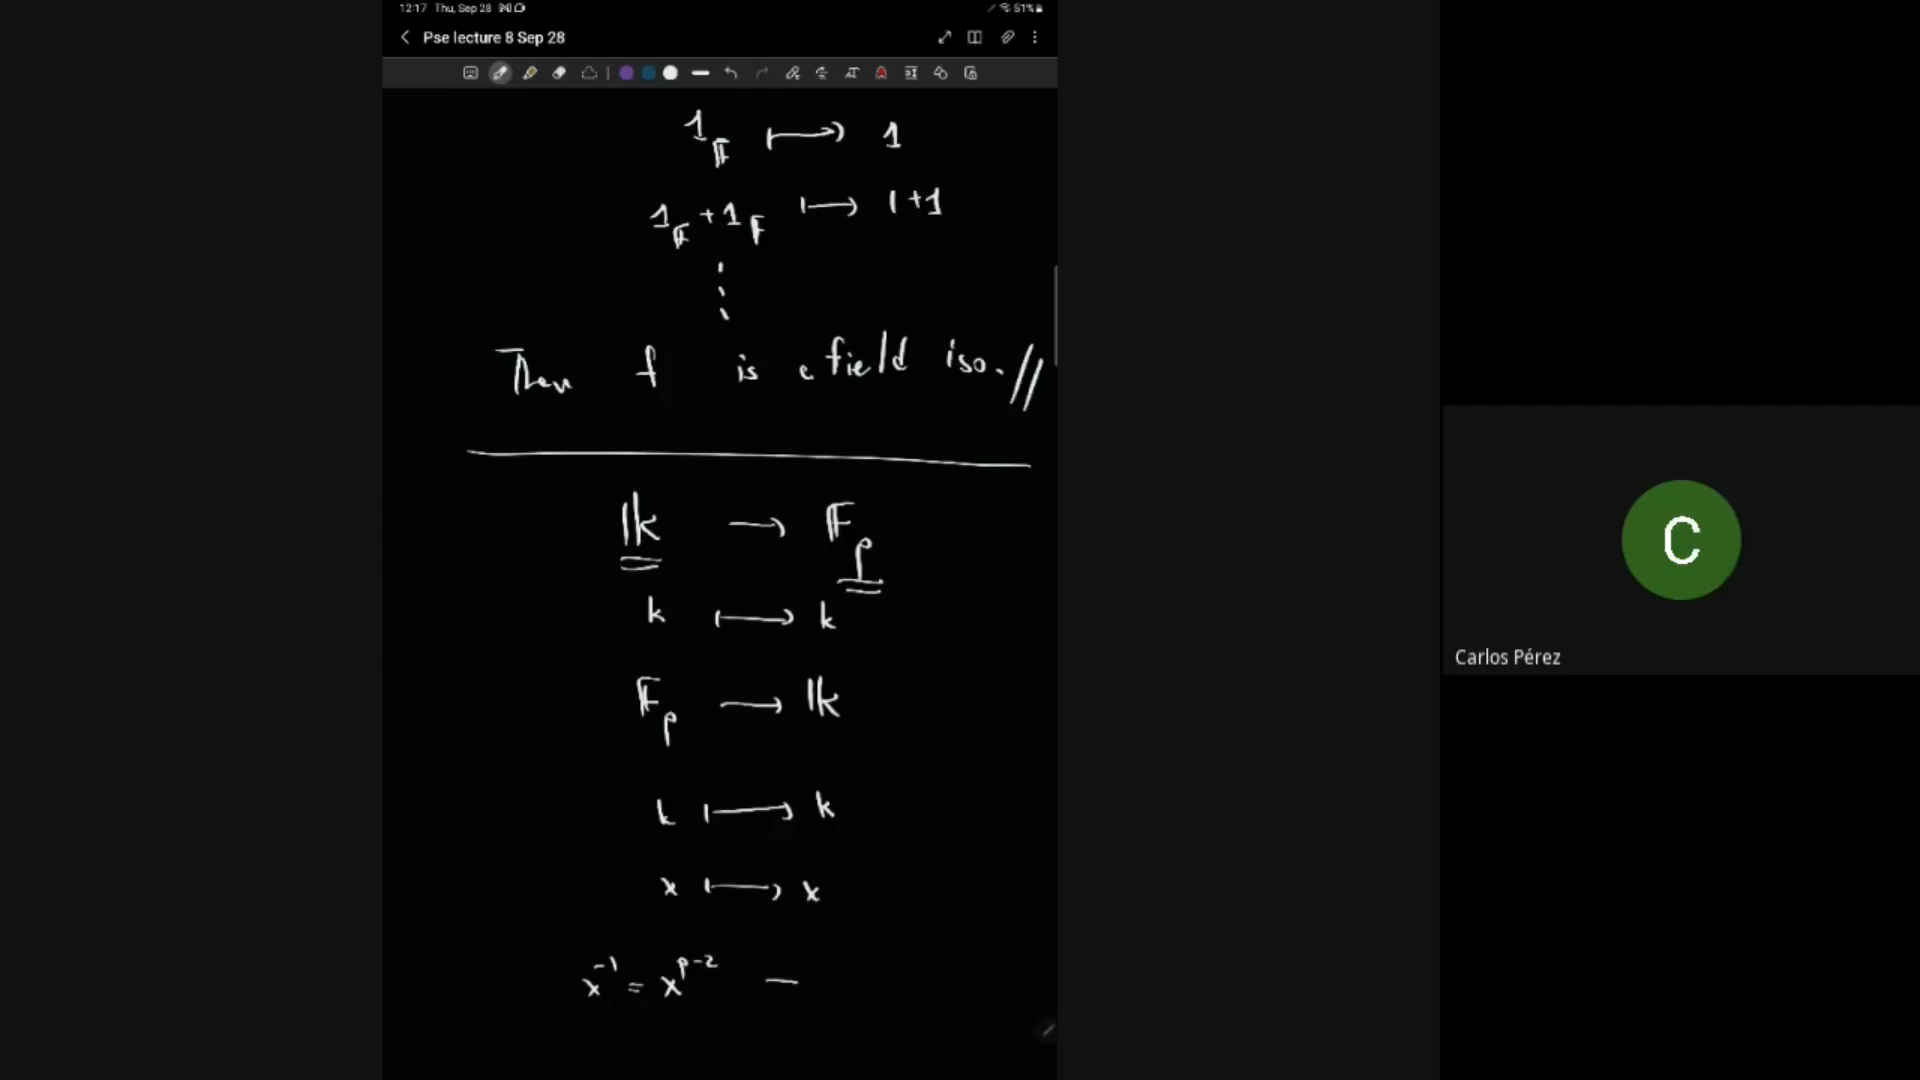 12:17 Thu, Sep 28
51%
Pse lecture 8 Sep 28
1_𝔽 ⟼ 1
1_𝔽 + 1_𝔽 ⟼ 1+1
Then f is a field iso. //
𝕜 → 𝔽_p
k ⟼ k
𝔽_p → 𝕜
k ⟼ k
x ⟼ x
x^{-1} = x^{p-2} —
C
Carlos Pérez